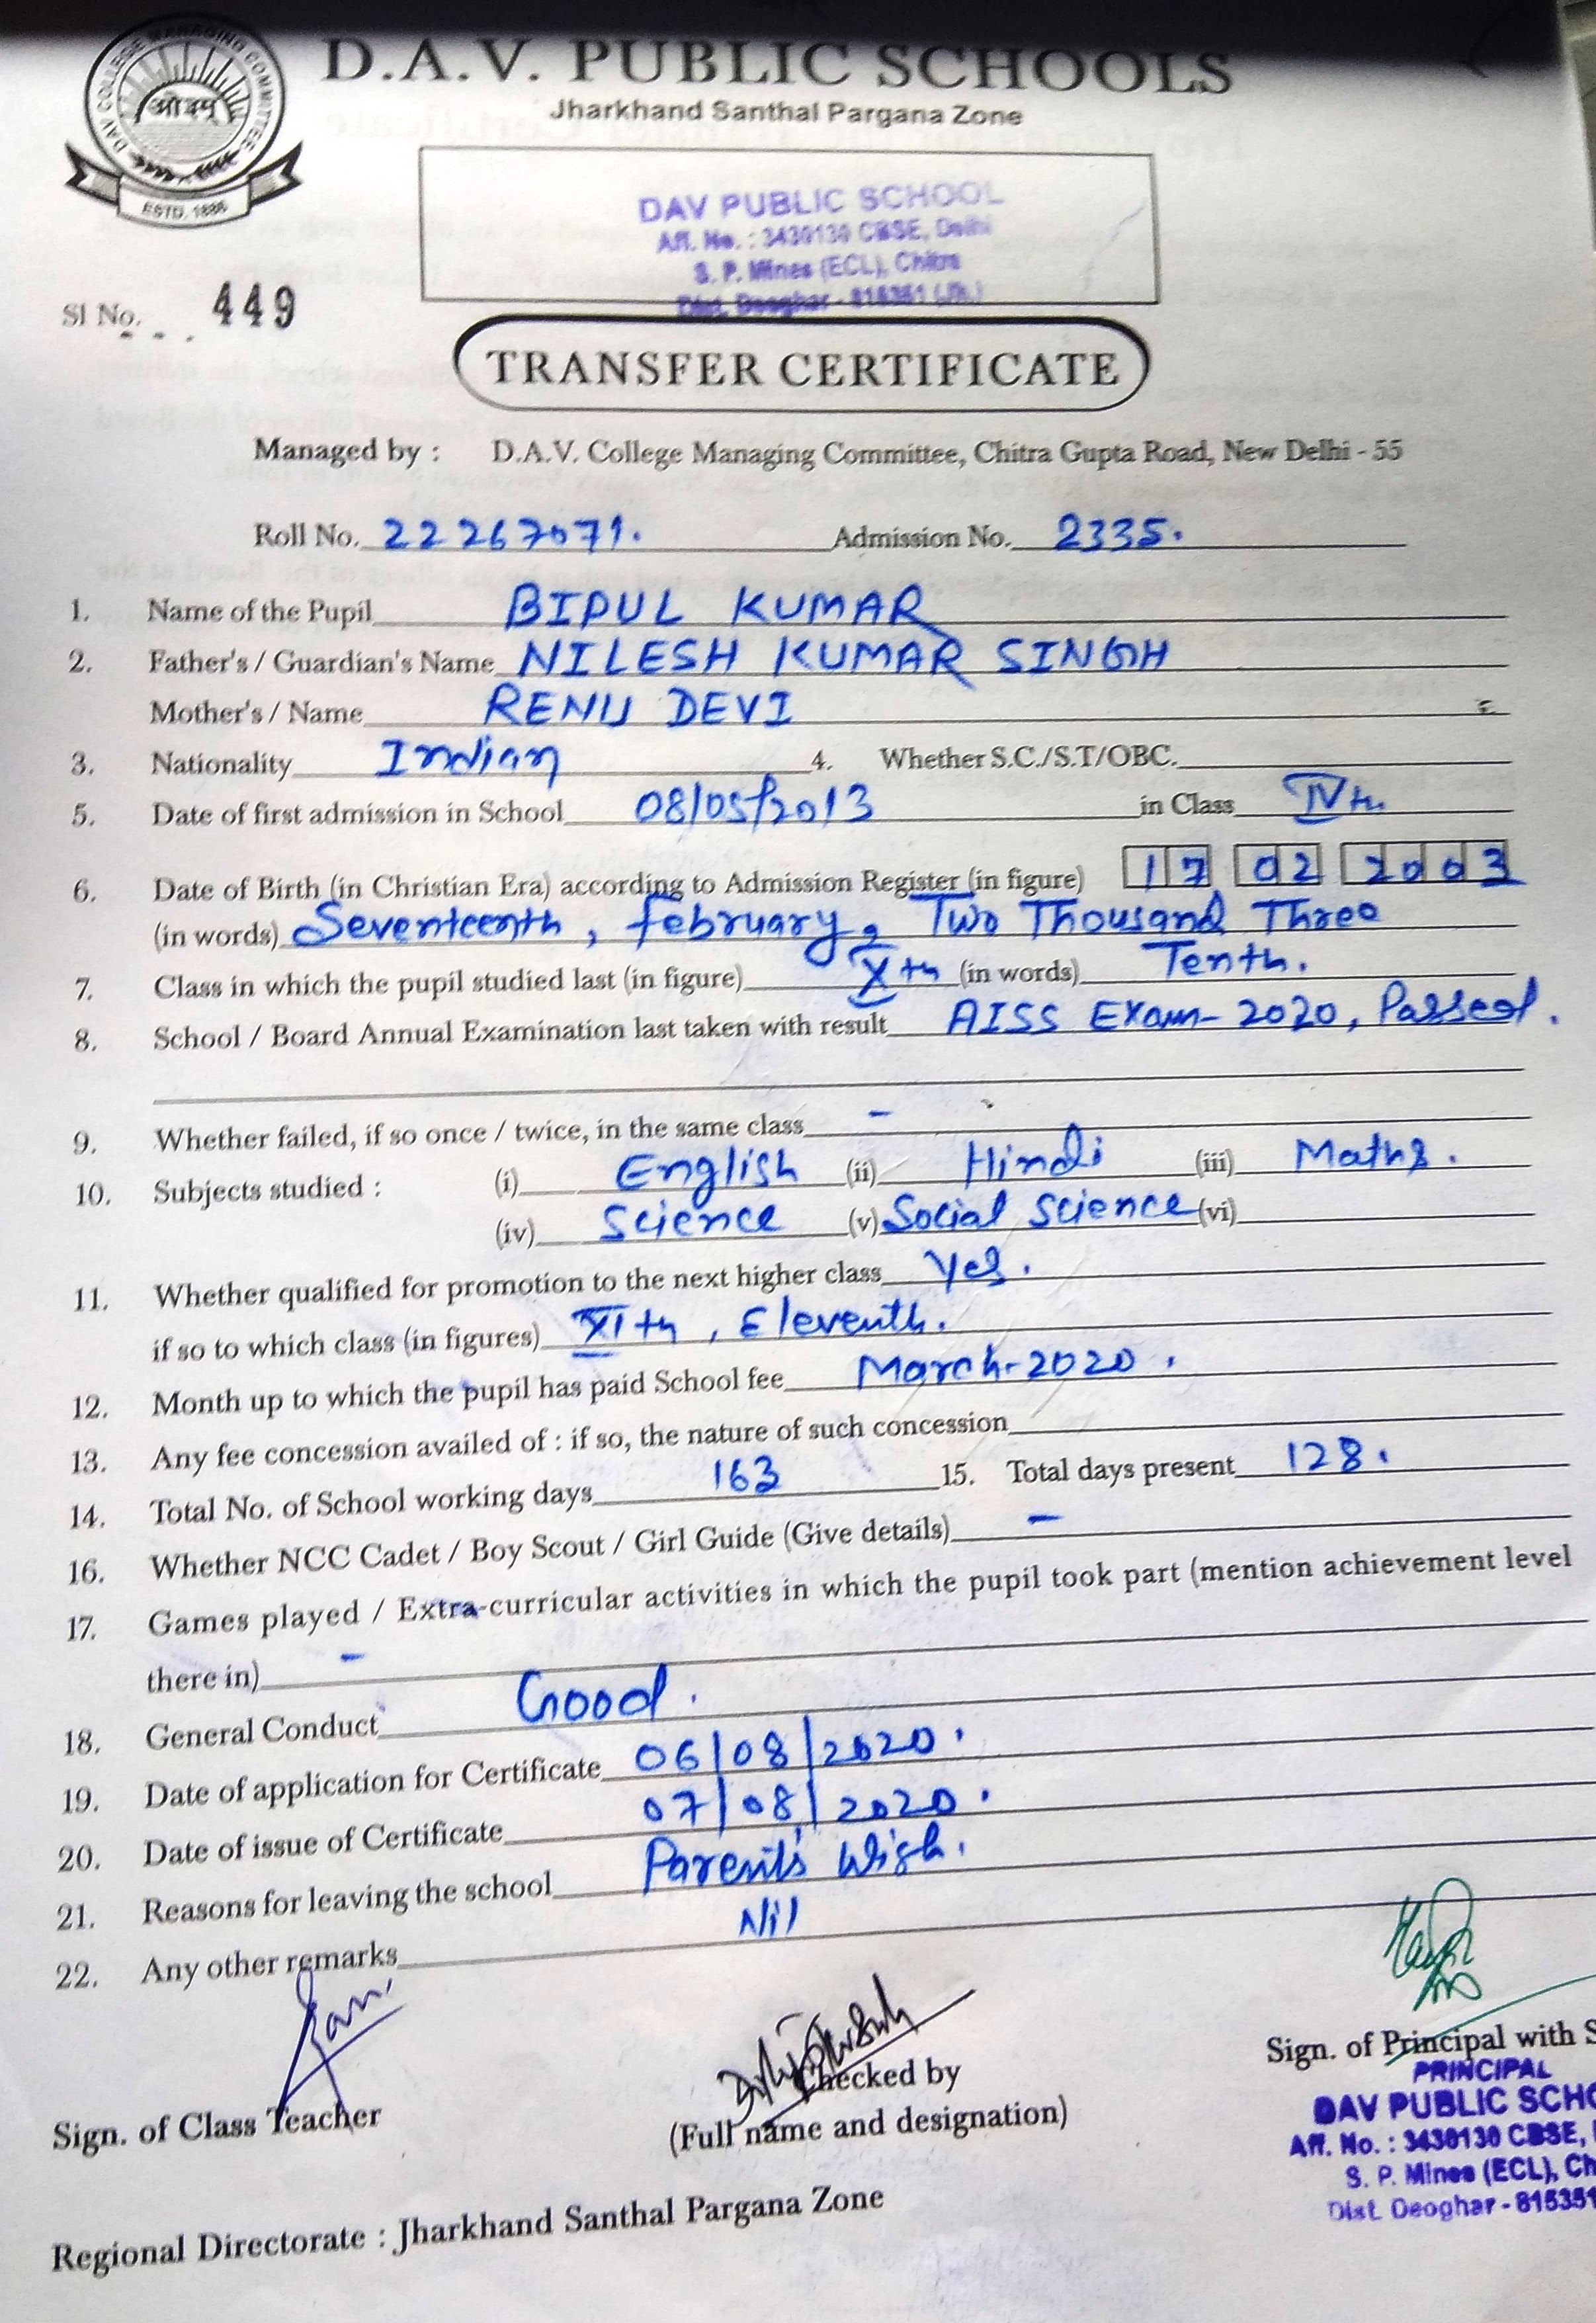 DAV COLLEGE MANAGING COMMITTEE
ओ३म्
ESTD. 1886
D.A.V. PUBLIC SCHOOLS
Jharkhand Santhal Pargana Zone
DAV PUBLIC SCHOOL
Aff. No. : 3430130 CBSE, Delhi
S. P. Mines (ECL), Chitra
Dist. Deoghar - 815351 (Jh.)
Sl No. 449
TRANSFER CERTIFICATE
Managed by : D.A.V. College Managing Committee, Chitra Gupta Road, New Delhi - 55
Roll No. 22267071. Admission No. 2335.
1. Name of the Pupil BIPUL KUMAR
2. Father's / Guardian's Name NILESH KUMAR SINGH
Mother's / Name RENU DEVI
3. Nationality Indian 4. Whether S.C./S.T/OBC.
5. Date of first admission in School 08/05/2013 in Class IVth.
6. Date of Birth (in Christian Era) according to Admission Register (in figure) 17 02 2003
(in words) Seventeenth, February, Two Thousand Three
7. Class in which the pupil studied last (in figure) Xth (in words) Tenth.
8. School / Board Annual Examination last taken with result AISS Exam-2020, Passed.
9. Whether failed, if so once / twice, in the same class -
10. Subjects studied : (i) English (ii) Hindi (iii) Maths.
(iv) Science (v) Social Science (vi)
11. Whether qualified for promotion to the next higher class Yes.
if so to which class (in figures) XIth, Eleventh.
12. Month up to which the pupil has paid School fee March-2020.
13. Any fee concession availed of : if so, the nature of such concession
14. Total No. of School working days 163 15. Total days present 128.
16. Whether NCC Cadet / Boy Scout / Girl Guide (Give details) -
17. Games played / Extra-curricular activities in which the pupil took part (mention achievement level
there in) -
18. General Conduct Good.
19. Date of application for Certificate 06/08/2020.
20. Date of issue of Certificate 07/08/2020.
21. Reasons for leaving the school Parent's Wish.
22. Any other remarks Nil
Sign. of Class Teacher
Checked by
(Full name and designation)
Sign. of Principal with S
PRINCIPAL
DAV PUBLIC SCHO
Aff. No. : 3430130 CBSE,
S. P. Mines (ECL), Ch
Dist. Deoghar - 815351
Regional Directorate : Jharkhand Santhal Pargana Zone